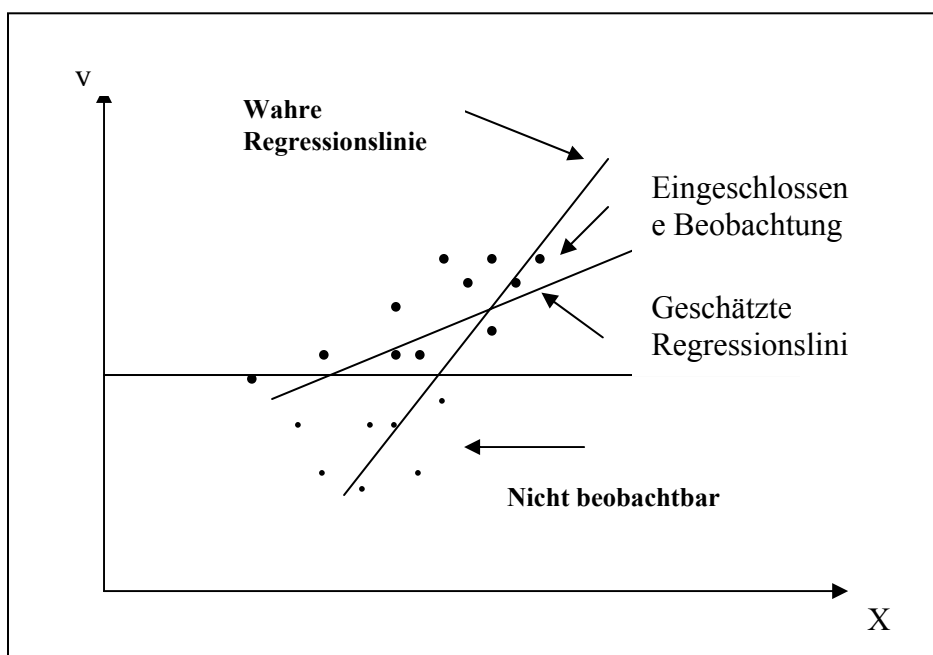 v
Wahre
Regressionslinie
Eingeschlossen
e Beobachtung
Geschätzte
Regressionslini
Nicht beobachtbar
X